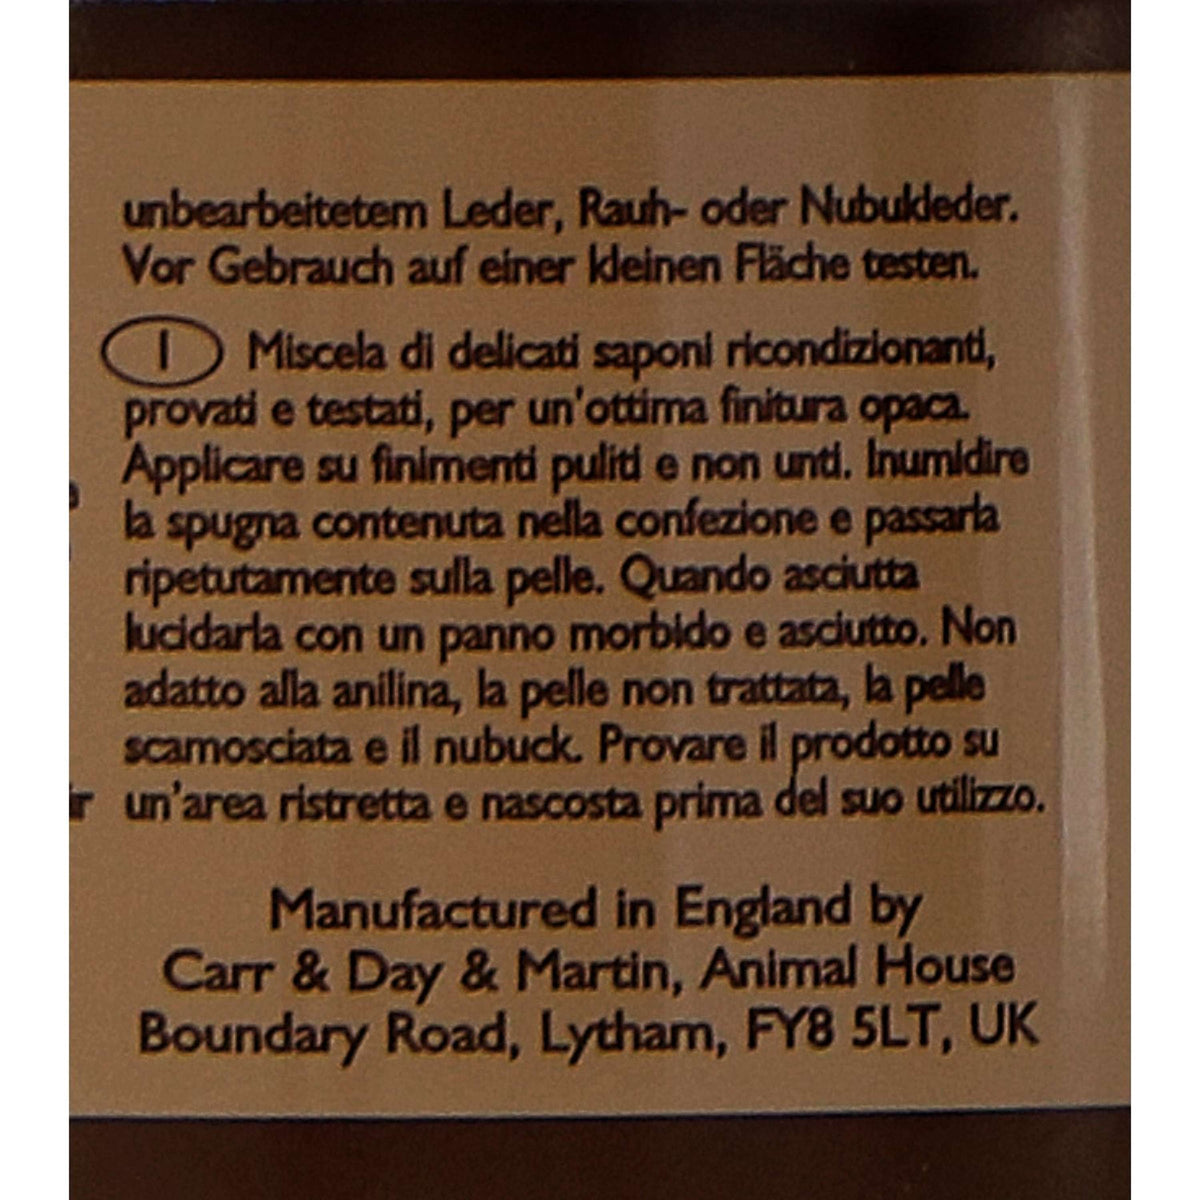 unbearbeitetem Leder, Rauh- oder Nubukleder.
Vor Gebrauch auf einer kleinen Fläche testen.
I Miscela di delicati saponi ricondizionanti,
provati e testati, per un'ottima finitura opaca.
Applicare su finimenti puliti e non unti. Inumidire
la spugna contenuta nella confezione e passarla
ripetutamente sulla pelle. Quando asciutta
lucidarla con un panno morbido e asciutto. Non
adatto alla anilina, la pelle non trattata, la pelle
scamosciata e il nubuck. Provare il prodotto su
un'area ristretta e nascosta prima del suo utilizzo.
Manufactured in England by
Carr & Day & Martin, Animal House
Boundary Road, Lytham, FY8 5LT, UK